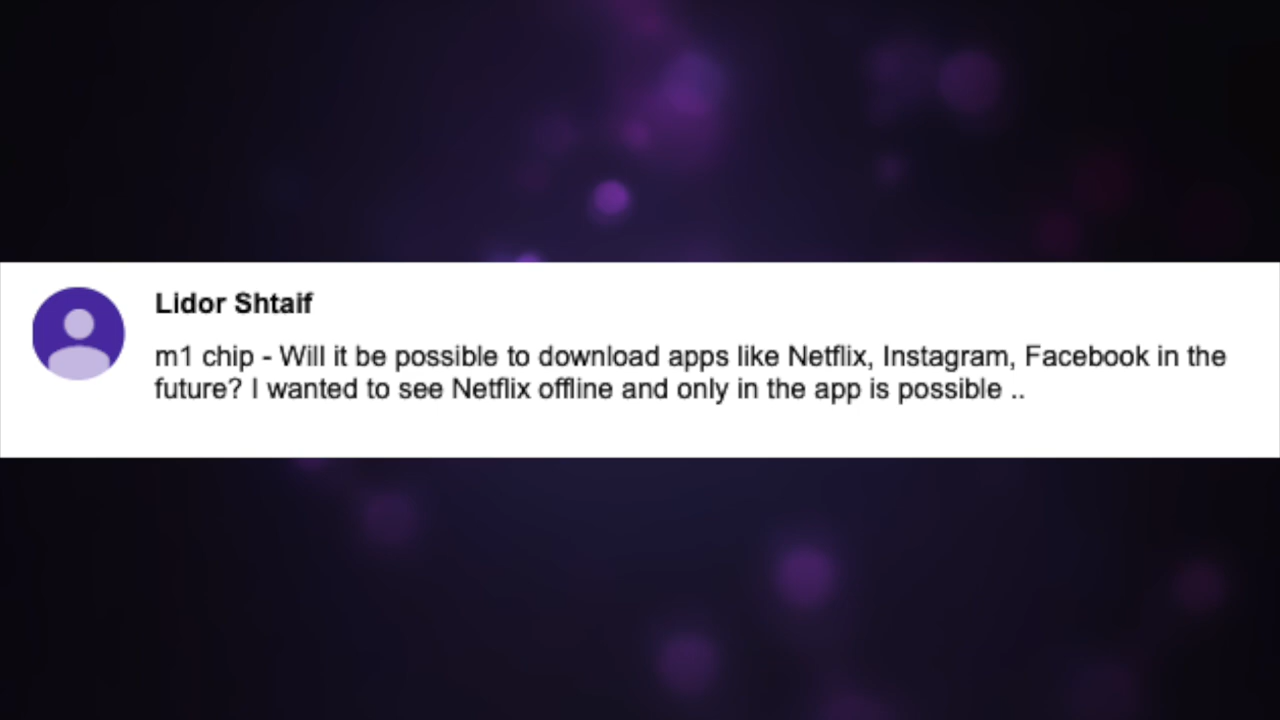 Lidor Shtaif
m1 chip - Will it be possible to download apps like Netflix, Instagram, Facebook in the
future? I wanted to see Netflix offline and only in the app is possible ..